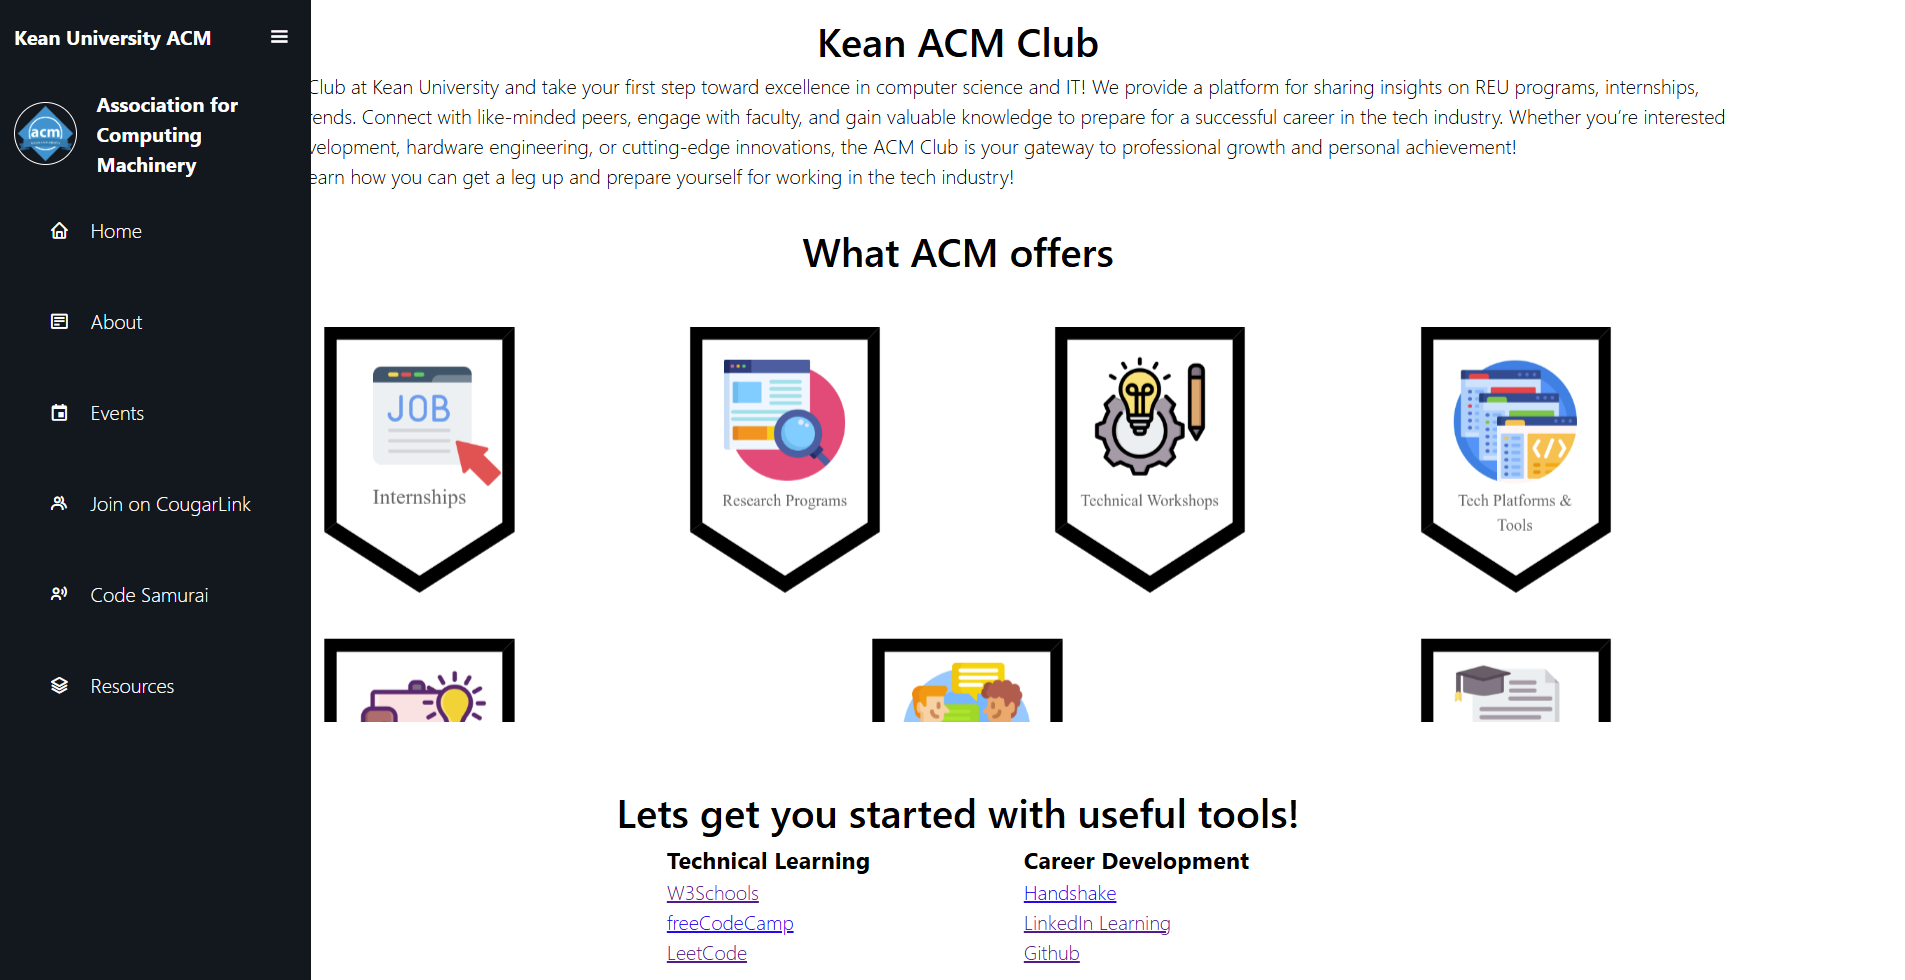 Kean University ACM
acm
Association for
Computing
Machinery
Home
About
Events
Join on CougarLink
Code Samurai
Resources
Kean ACM Club
Club at Kean University and take your first step toward excellence in computer science and IT! We provide a platform for sharing insights on REU programs, internships,
rends. Connect with like-minded peers, engage with faculty, and gain valuable knowledge to prepare for a successful career in the tech industry. Whether you’re interested
velopment, hardware engineering, or cutting-edge innovations, the ACM Club is your gateway to professional growth and personal achievement!
earn how you can get a leg up and prepare yourself for working in the tech industry!
What ACM offers
JOB
Internships
Research Programs
Technical Workshops
</>
Tech Platforms &
Tools
Lets get you started with useful tools!
Technical Learning
W3Schools
freeCodeCamp
LeetCode
Career Development
Handshake
LinkedIn Learning
Github